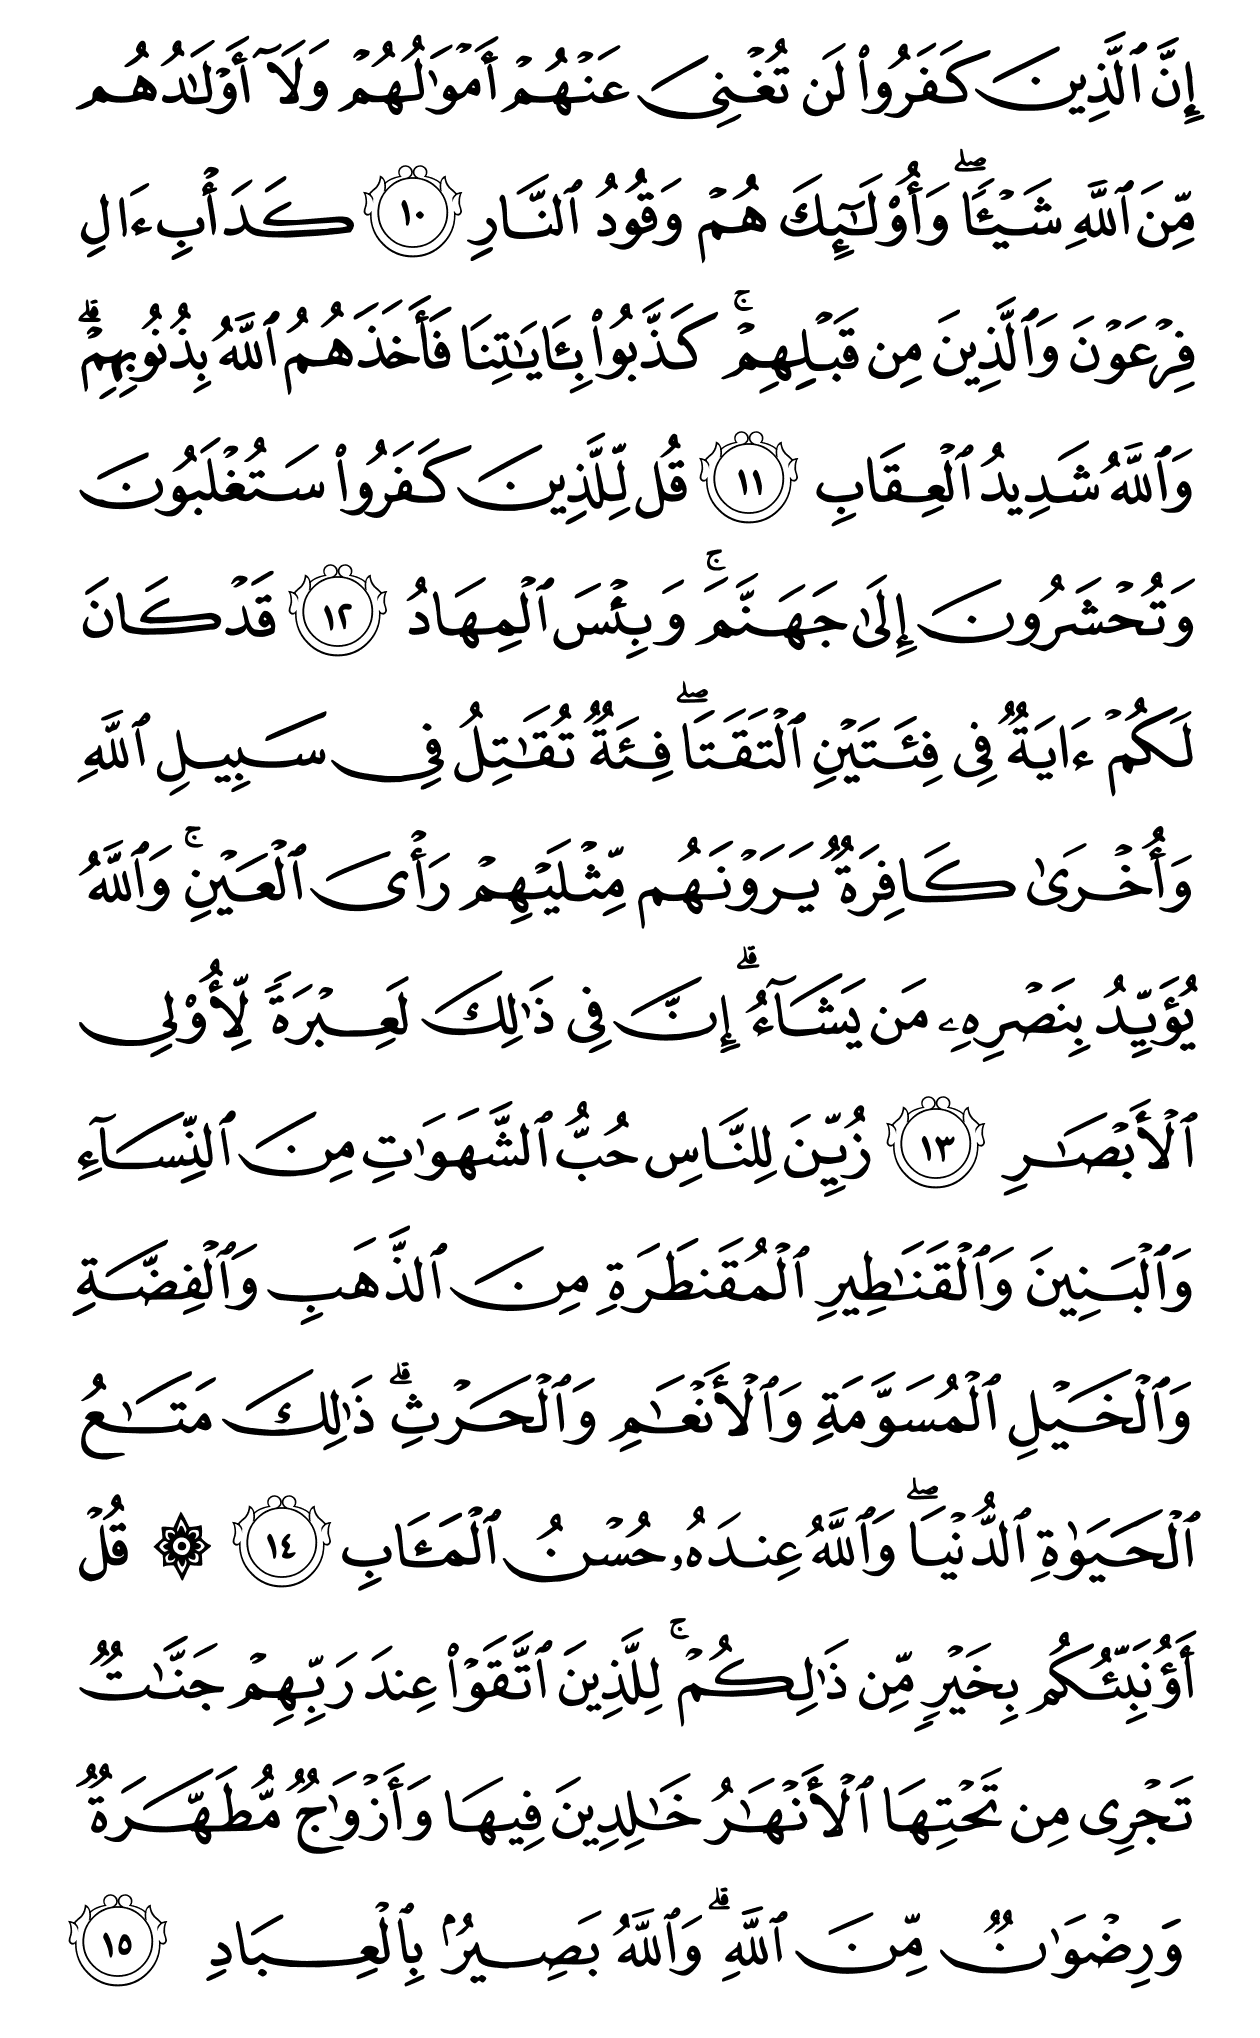 إِنَّ ٱلَّذِينَ كَفَرُوا۟ لَن تُغْنِىَ عَنْهُمْ أَمْوَٰلُهُمْ وَلَآ أَوْلَـٰدُهُم
مِّنَ ٱللَّهِ شَيْـًٔا ۖ وَأُو۟لَـٰٓئِكَ هُمْ وَقُودُ ٱلنَّارِ ١٠ كَدَأْبِ ءَالِ
فِرْعَوْنَ وَٱلَّذِينَ مِن قَبْلِهِمْ ۚ كَذَّبُوا۟ بِـَٔايَـٰتِنَا فَأَخَذَهُمُ ٱللَّهُ بِذُنُوبِهِمْ ۗ
وَٱللَّهُ شَدِيدُ ٱلْعِقَابِ ١١ قُل لِّلَّذِينَ كَفَرُوا۟ سَتُغْلَبُونَ
وَتُحْشَرُونَ إِلَىٰ جَهَنَّمَ ۚ وَبِئْسَ ٱلْمِهَادُ ١٢ قَدْ كَانَ
لَكُمْ ءَايَةٌ فِى فِئَتَيْنِ ٱلْتَقَتَا ۖ فِئَةٌ تُقَـٰتِلُ فِى سَبِيلِ ٱللَّهِ
وَأُخْرَىٰ كَافِرَةٌ يَرَوْنَهُم مِّثْلَيْهِمْ رَأْىَ ٱلْعَيْنِ ۚ وَٱللَّهُ
يُؤَيِّدُ بِنَصْرِهِۦ مَن يَشَآءُ ۗ إِنَّ فِى ذَٰلِكَ لَعِبْرَةً لِّأُو۟لِى
ٱلْأَبْصَـٰرِ ١٣ زُيِّنَ لِلنَّاسِ حُبُّ ٱلشَّهَوَٰتِ مِنَ ٱلنِّسَآءِ
وَٱلْبَنِينَ وَٱلْقَنَـٰطِيرِ ٱلْمُقَنطَرَةِ مِنَ ٱلذَّهَبِ وَٱلْفِضَّةِ
وَٱلْخَيْلِ ٱلْمُسَوَّمَةِ وَٱلْأَنْعَـٰمِ وَٱلْحَرْثِ ۗ ذَٰلِكَ مَتَـٰعُ
ٱلْحَيَوٰةِ ٱلدُّنْيَا ۖ وَٱللَّهُ عِندَهُۥ حُسْنُ ٱلْمَـَٔابِ ١٤ ۞ قُلْ
أَؤُنَبِّئُكُم بِخَيْرٍ مِّن ذَٰلِكُمْ ۚ لِلَّذِينَ ٱتَّقَوْا۟ عِندَ رَبِّهِمْ جَنَّـٰتٌ
تَجْرِى مِن تَحْتِهَا ٱلْأَنْهَـٰرُ خَـٰلِدِينَ فِيهَا وَأَزْوَٰجٌ مُّطَهَّرَةٌ
وَرِضْوَٰنٌ مِّنَ ٱللَّهِ ۗ وَٱللَّهُ بَصِيرٌۢ بِٱلْعِبَادِ ١٥